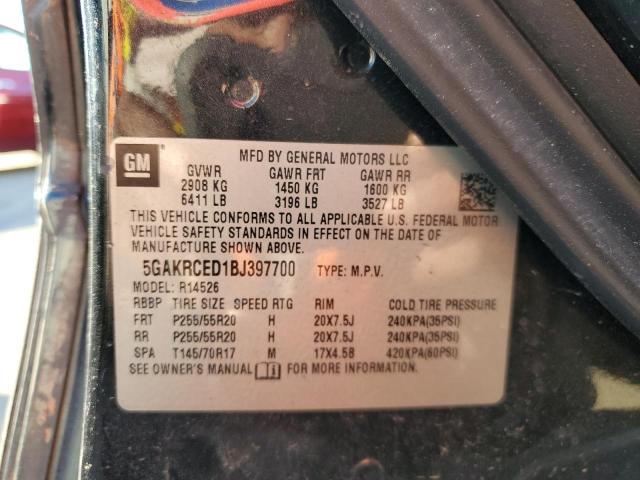 GM
MFD BY GENERAL MOTORS LLC
GVWR GAWR FRT GAWR RR
2908 KG 1450 KG 1600 KG
6411 LB 3196 LB 3527 LB
THIS VEHICLE CONFORMS TO ALL APPLICABLE U.S. FEDERAL MOTOR
VEHICLE SAFETY STANDARDS IN EFFECT ON THE DATE OF
MANUFACTURE SHOWN ABOVE.
5GAKRCED1BJ397700 TYPE: M.P.V.
MODEL: R14526
RBBP TIRE SIZE SPEED RTG RIM COLD TIRE PRESSURE
FRT P255/55R20 H 20X7.5J 240KPA(35PSI)
RR P255/55R20 H 20X7.5J 240KPA(35PSI)
SPA T145/70R17 M 17X4.5B 420KPA(60PSI)
SEE OWNER'S MANUAL FOR MORE INFORMATION.